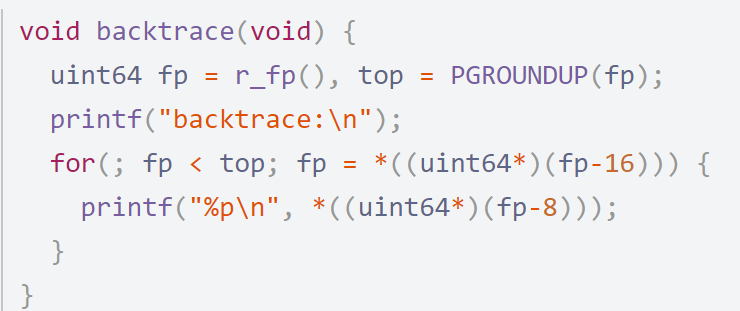 void backtrace(void) {
  uint64 fp = r_fp(), top = PGROUNDUP(fp);
  printf("backtrace:\n");
  for(; fp < top; fp = *((uint64*)(fp-16))) {
    printf("%p\n", *((uint64*)(fp-8)));
  }
}